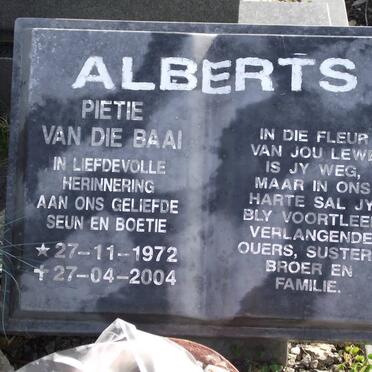 ALBERTS
PIETIE
VAN DIE BAAI
IN LIEFDEVOLLE
HERINNERING
AAN ONS GELIEFDE
SEUN EN BOETIE
27-11-1972
27-04-2004
IN DIE FLEUR
VAN JOU LEWE
IS JY WEG,
MAAR IN ONS
HARTE SAL JY
BLY VOORTLEEF
VERLANGENDE
OUERS, SUSTER
BROER EN
FAMILIE.